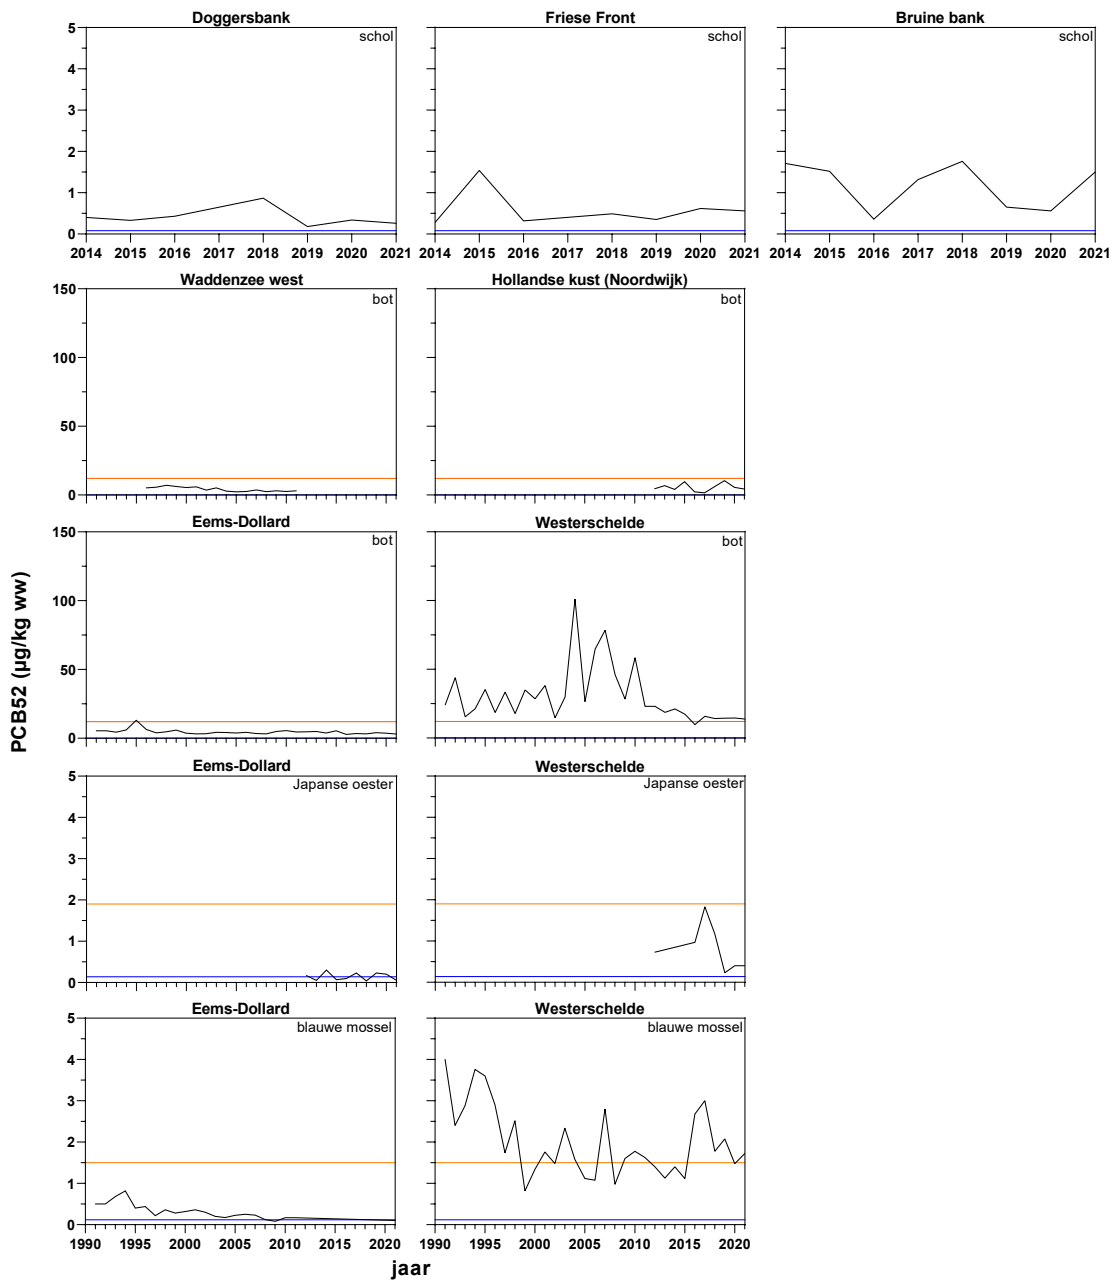 Doggersbank Friese Front Bruine bank
5 schol schol schol
4
3
2
1
0
2014 2015 2016 2017 2018 2019 2020 2021 2014 2015 2016 2017 2018 2019 2020 2021 2014 2015 2016 2017 2018 2019 2020 2021
Waddenzee west Hollandse kust (Noordwijk)
150 bot bot
100
50
0
Eems-Dollard Westerschelde
150 bot bot
100
50
0
PCB52 (µg/kg ww)
Eems-Dollard Westerschelde
5 Japanse oester Japanse oester
4
3
2
1
0
Eems-Dollard Westerschelde
5 blauwe mossel blauwe mossel
4
3
2
1
0
1990 1995 2000 2005 2010 2015 2020 1990 1995 2000 2005 2010 2015 2020
jaar